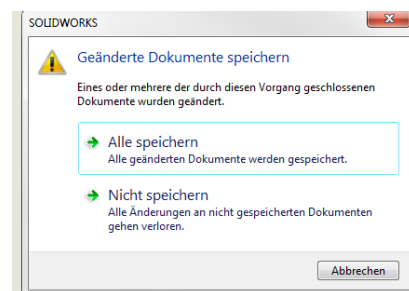 SOLIDWORKS
Geänderte Dokumente speichern
Eines oder mehrere der durch diesen Vorgang geschlossenen
Dokumente wurden geändert.
Alle speichern
Alle geänderten Dokumente werden gespeichert.
Nicht speichern
Alle Änderungen an nicht gespeicherten Dokumenten
gehen verloren.
Abbrechen